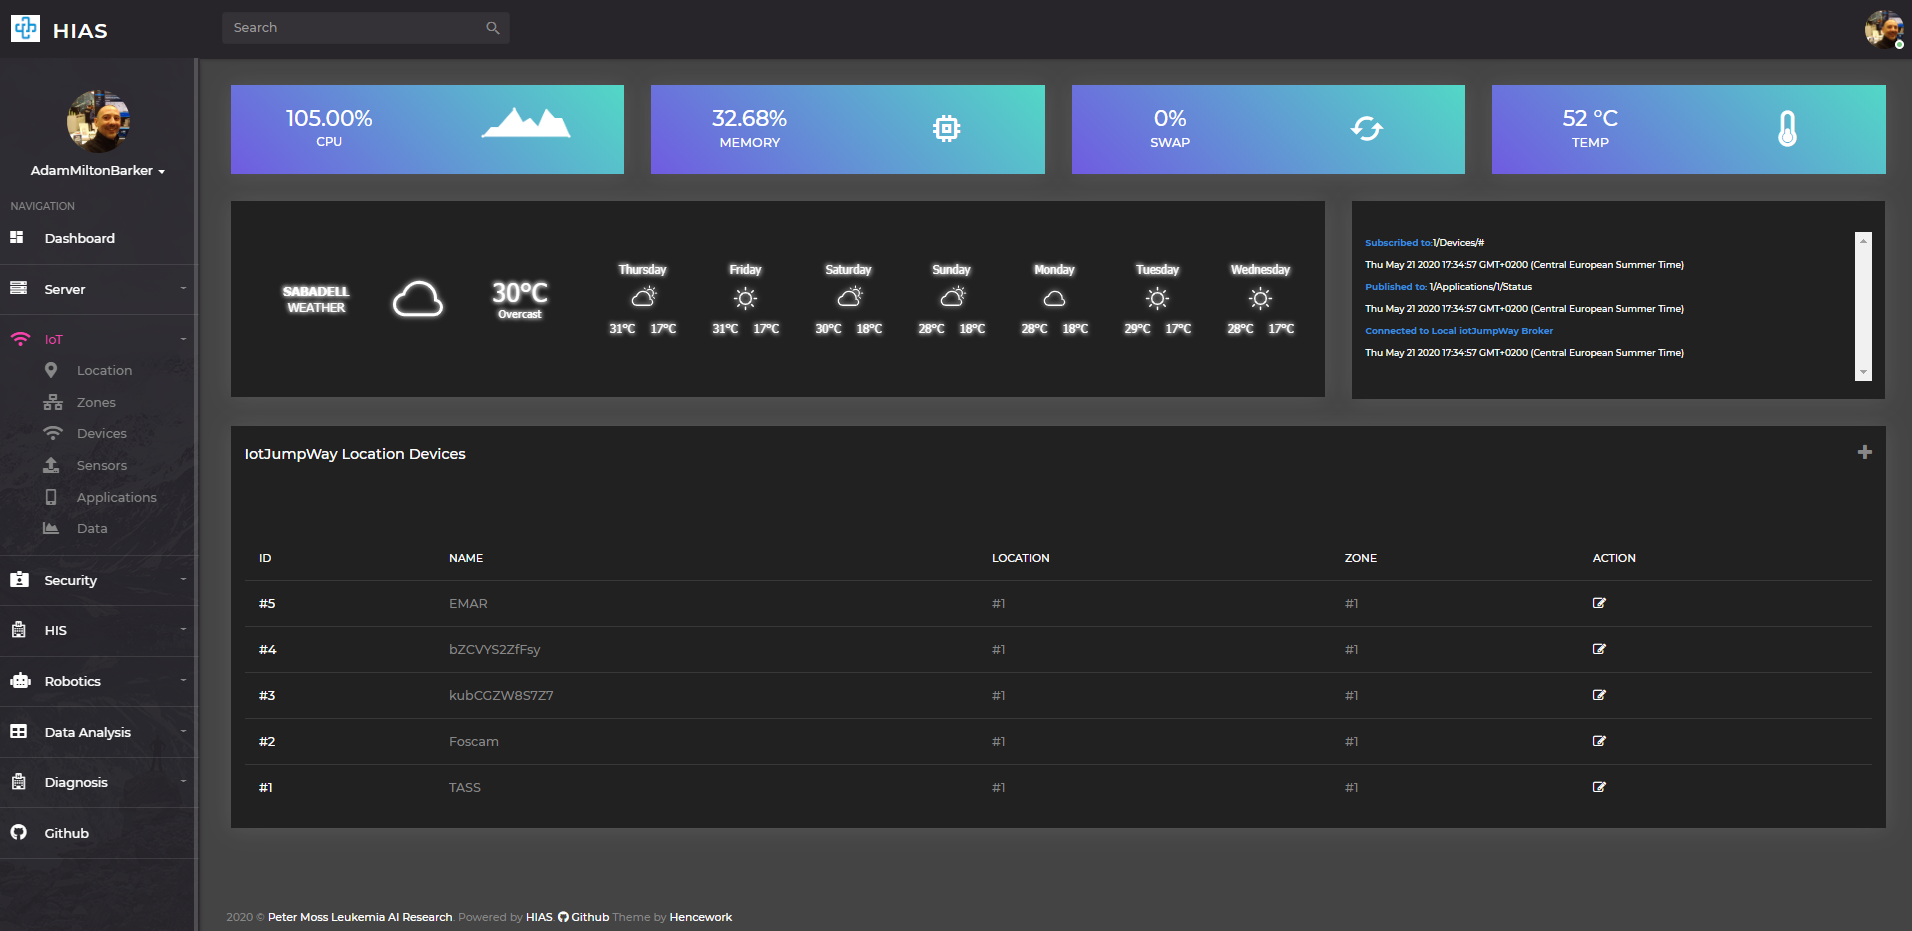 HIAS
Search
AdamMiltonBarker
NAVIGATION
Dashboard
Server
IoT
Location
Zones
Devices
Sensors
Applications
Data
Security
HIS
Robotics
Data Analysis
Diagnosis
Github
105.00%
CPU
32.68%
MEMORY
0%
SWAP
52 °C
TEMP
SABADELL
WEATHER
30°C
Overcast
Thursday
31°C 17°C
Friday
31°C 17°C
Saturday
30°C 18°C
Sunday
28°C 18°C
Monday
28°C 18°C
Tuesday
29°C 17°C
Wednesday
28°C 17°C
Subscribed to:1/Devices/#
Thu May 21 2020 17:34:57 GMT+0200 (Central European Summer Time)
Published to: 1/Applications/1/Status
Thu May 21 2020 17:34:57 GMT+0200 (Central European Summer Time)
Connected to Local iotJumpWay Broker
Thu May 21 2020 17:34:57 GMT+0200 (Central European Summer Time)
IotJumpWay Location Devices
ID NAME LOCATION ZONE ACTION
#5 EMAR #1 #1
#4 bZCVYS2ZfFsy #1 #1
#3 kubCGZW8S7Z7 #1 #1
#2 Foscam #1 #1
#1 TASS #1 #1
2020 © Peter Moss Leukemia AI Research. Powered by HIAS. Github Theme by Hencework